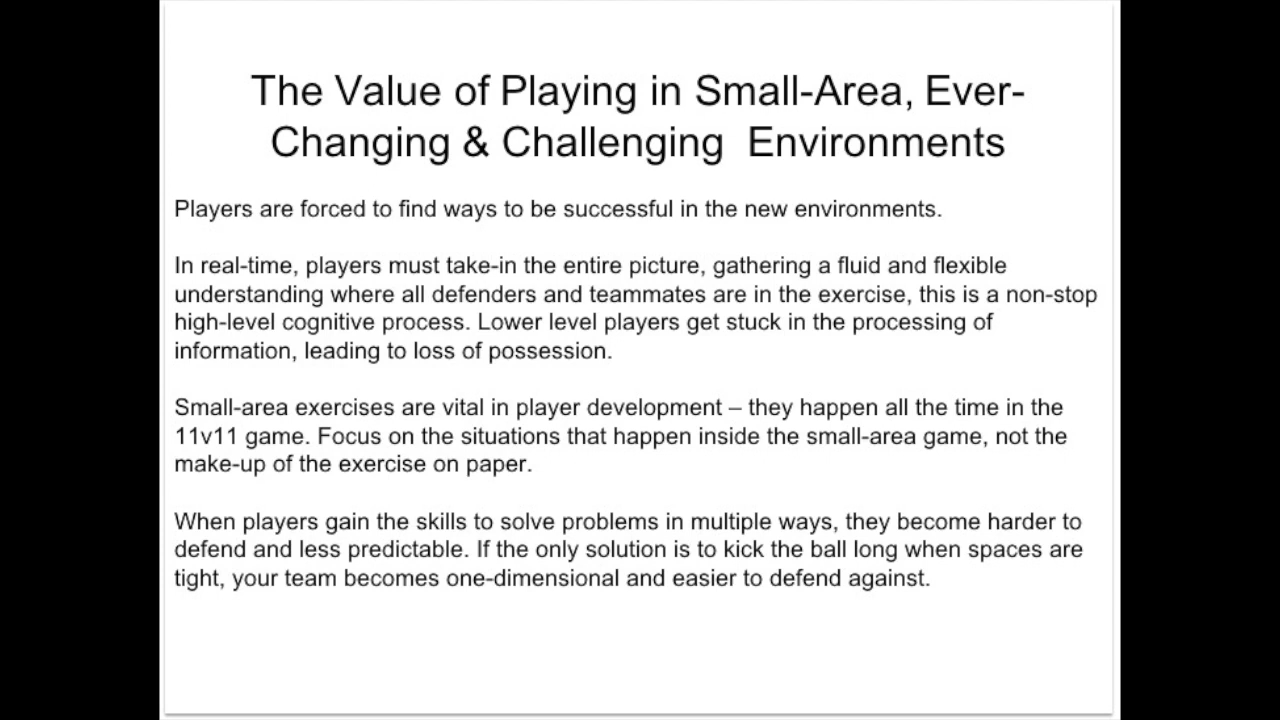 The Value of Playing in Small-Area, Ever-
Changing & Challenging  Environments
Players are forced to find ways to be successful in the new environments.
In real-time, players must take-in the entire picture, gathering a fluid and flexible
understanding where all defenders and teammates are in the exercise, this is a non-stop
high-level cognitive process. Lower level players get stuck in the processing of
information, leading to loss of possession.
Small-area exercises are vital in player development – they happen all the time in the
11v11 game. Focus on the situations that happen inside the small-area game, not the
make-up of the exercise on paper.
When players gain the skills to solve problems in multiple ways, they become harder to
defend and less predictable. If the only solution is to kick the ball long when spaces are
tight, your team becomes one-dimensional and easier to defend against.